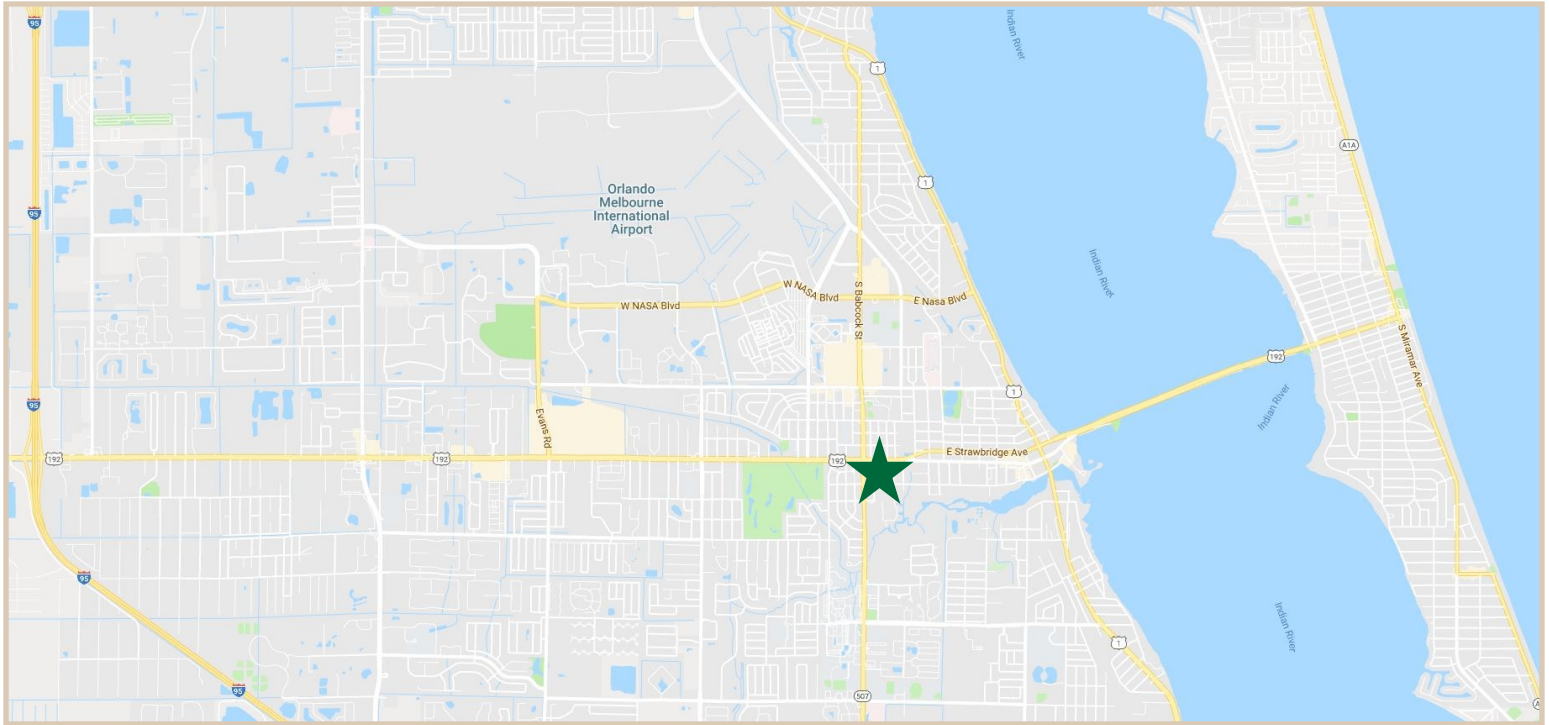 95
Indian River
1
A1A
1
Orlando
Melbourne
International
Airport
95
Indian River
W NASA Blvd
W NASA Blvd
E Nasa Blvd
S Babcock St
S Miramar Ave
192
1
95
Indian River
Evans Rd
192
192
192
E Strawbridge Ave
95
Indian River
1
95
507